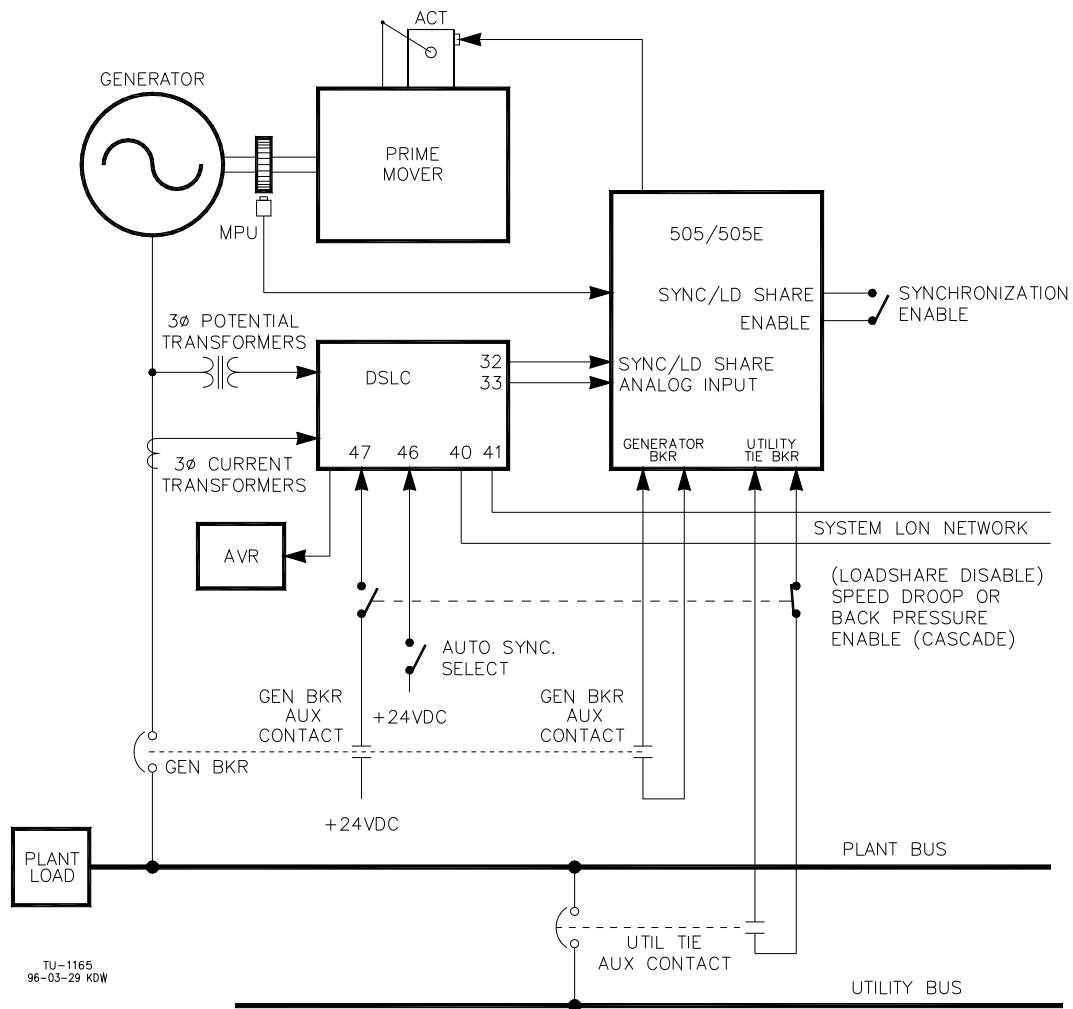 ACT
GENERATOR
PRIME
MOVER
MPU
505/505E
SYNC/LD SHARE
ENABLE
SYNCHRONIZATION
ENABLE
3ø POTENTIAL
TRANSFORMERS
DSLC
32
33
SYNC/LD SHARE
ANALOG INPUT
47 46 40 41
GENERATOR
BKR
UTILITY
TIE BKR
3ø CURRENT
TRANSFORMERS
SYSTEM LON NETWORK
AVR
(LOADSHARE DISABLE)
SPEED DROOP OR
BACK PRESSURE
ENABLE (CASCADE)
AUTO SYNC.
SELECT
+24VDC
GEN BKR
AUX
CONTACT
GEN BKR
AUX
CONTACT
GEN BKR
+24VDC
PLANT
LOAD
PLANT BUS
UTIL TIE
AUX CONTACT
TU-1165
96-03-29 KDW
UTILITY BUS